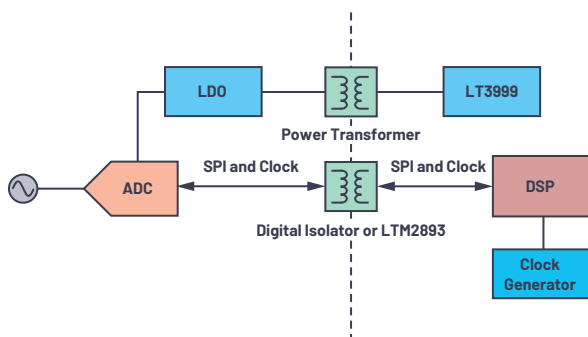 LDO
LT3999
Power Transformer
SPI and Clock
SPI and Clock
ADC
DSP
Digital Isolator or LTM2893
Clock
Generator